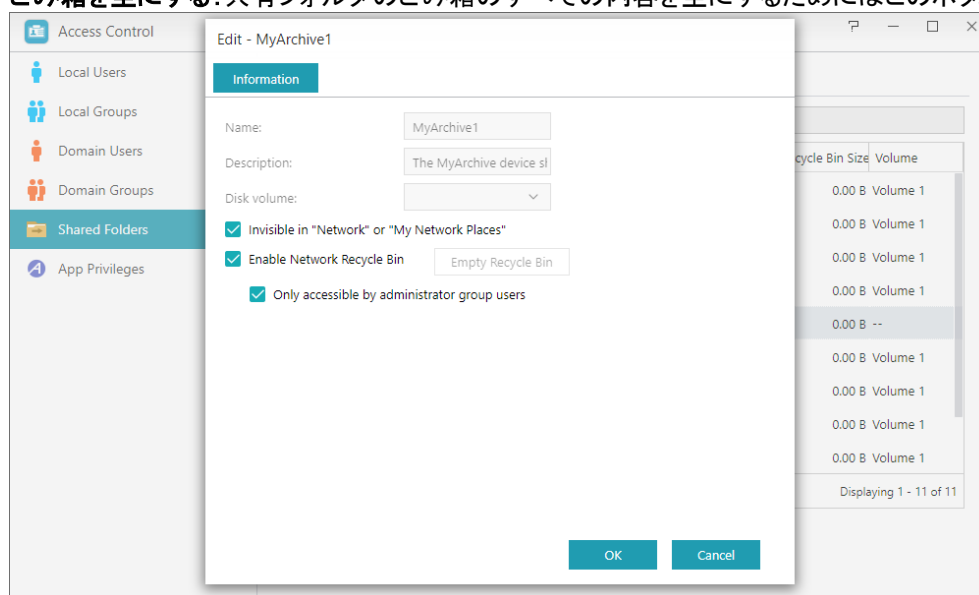 ごみ箱を空にする：共有フォルダのごみ箱のすべての内容を空にするためにはこのボタ
Access Control
Edit - MyArchive1
Local Users
Information
Local Groups
Name: MyArchive1
Domain Users
Description: The MyArchive device sh
cycle Bin Size Volume
Domain Groups
Disk volume:
0.00 B Volume 1
Shared Folders
Invisible in "Network" or "My Network Places"
0.00 B Volume 1
Enable Network Recycle Bin Empty Recycle Bin
0.00 B Volume 1
App Privileges
Only accessible by administrator group users
0.00 B Volume 1
0.00 B --
0.00 B Volume 1
0.00 B Volume 1
0.00 B Volume 1
0.00 B Volume 1
Displaying 1 - 11 of 11
OK Cancel